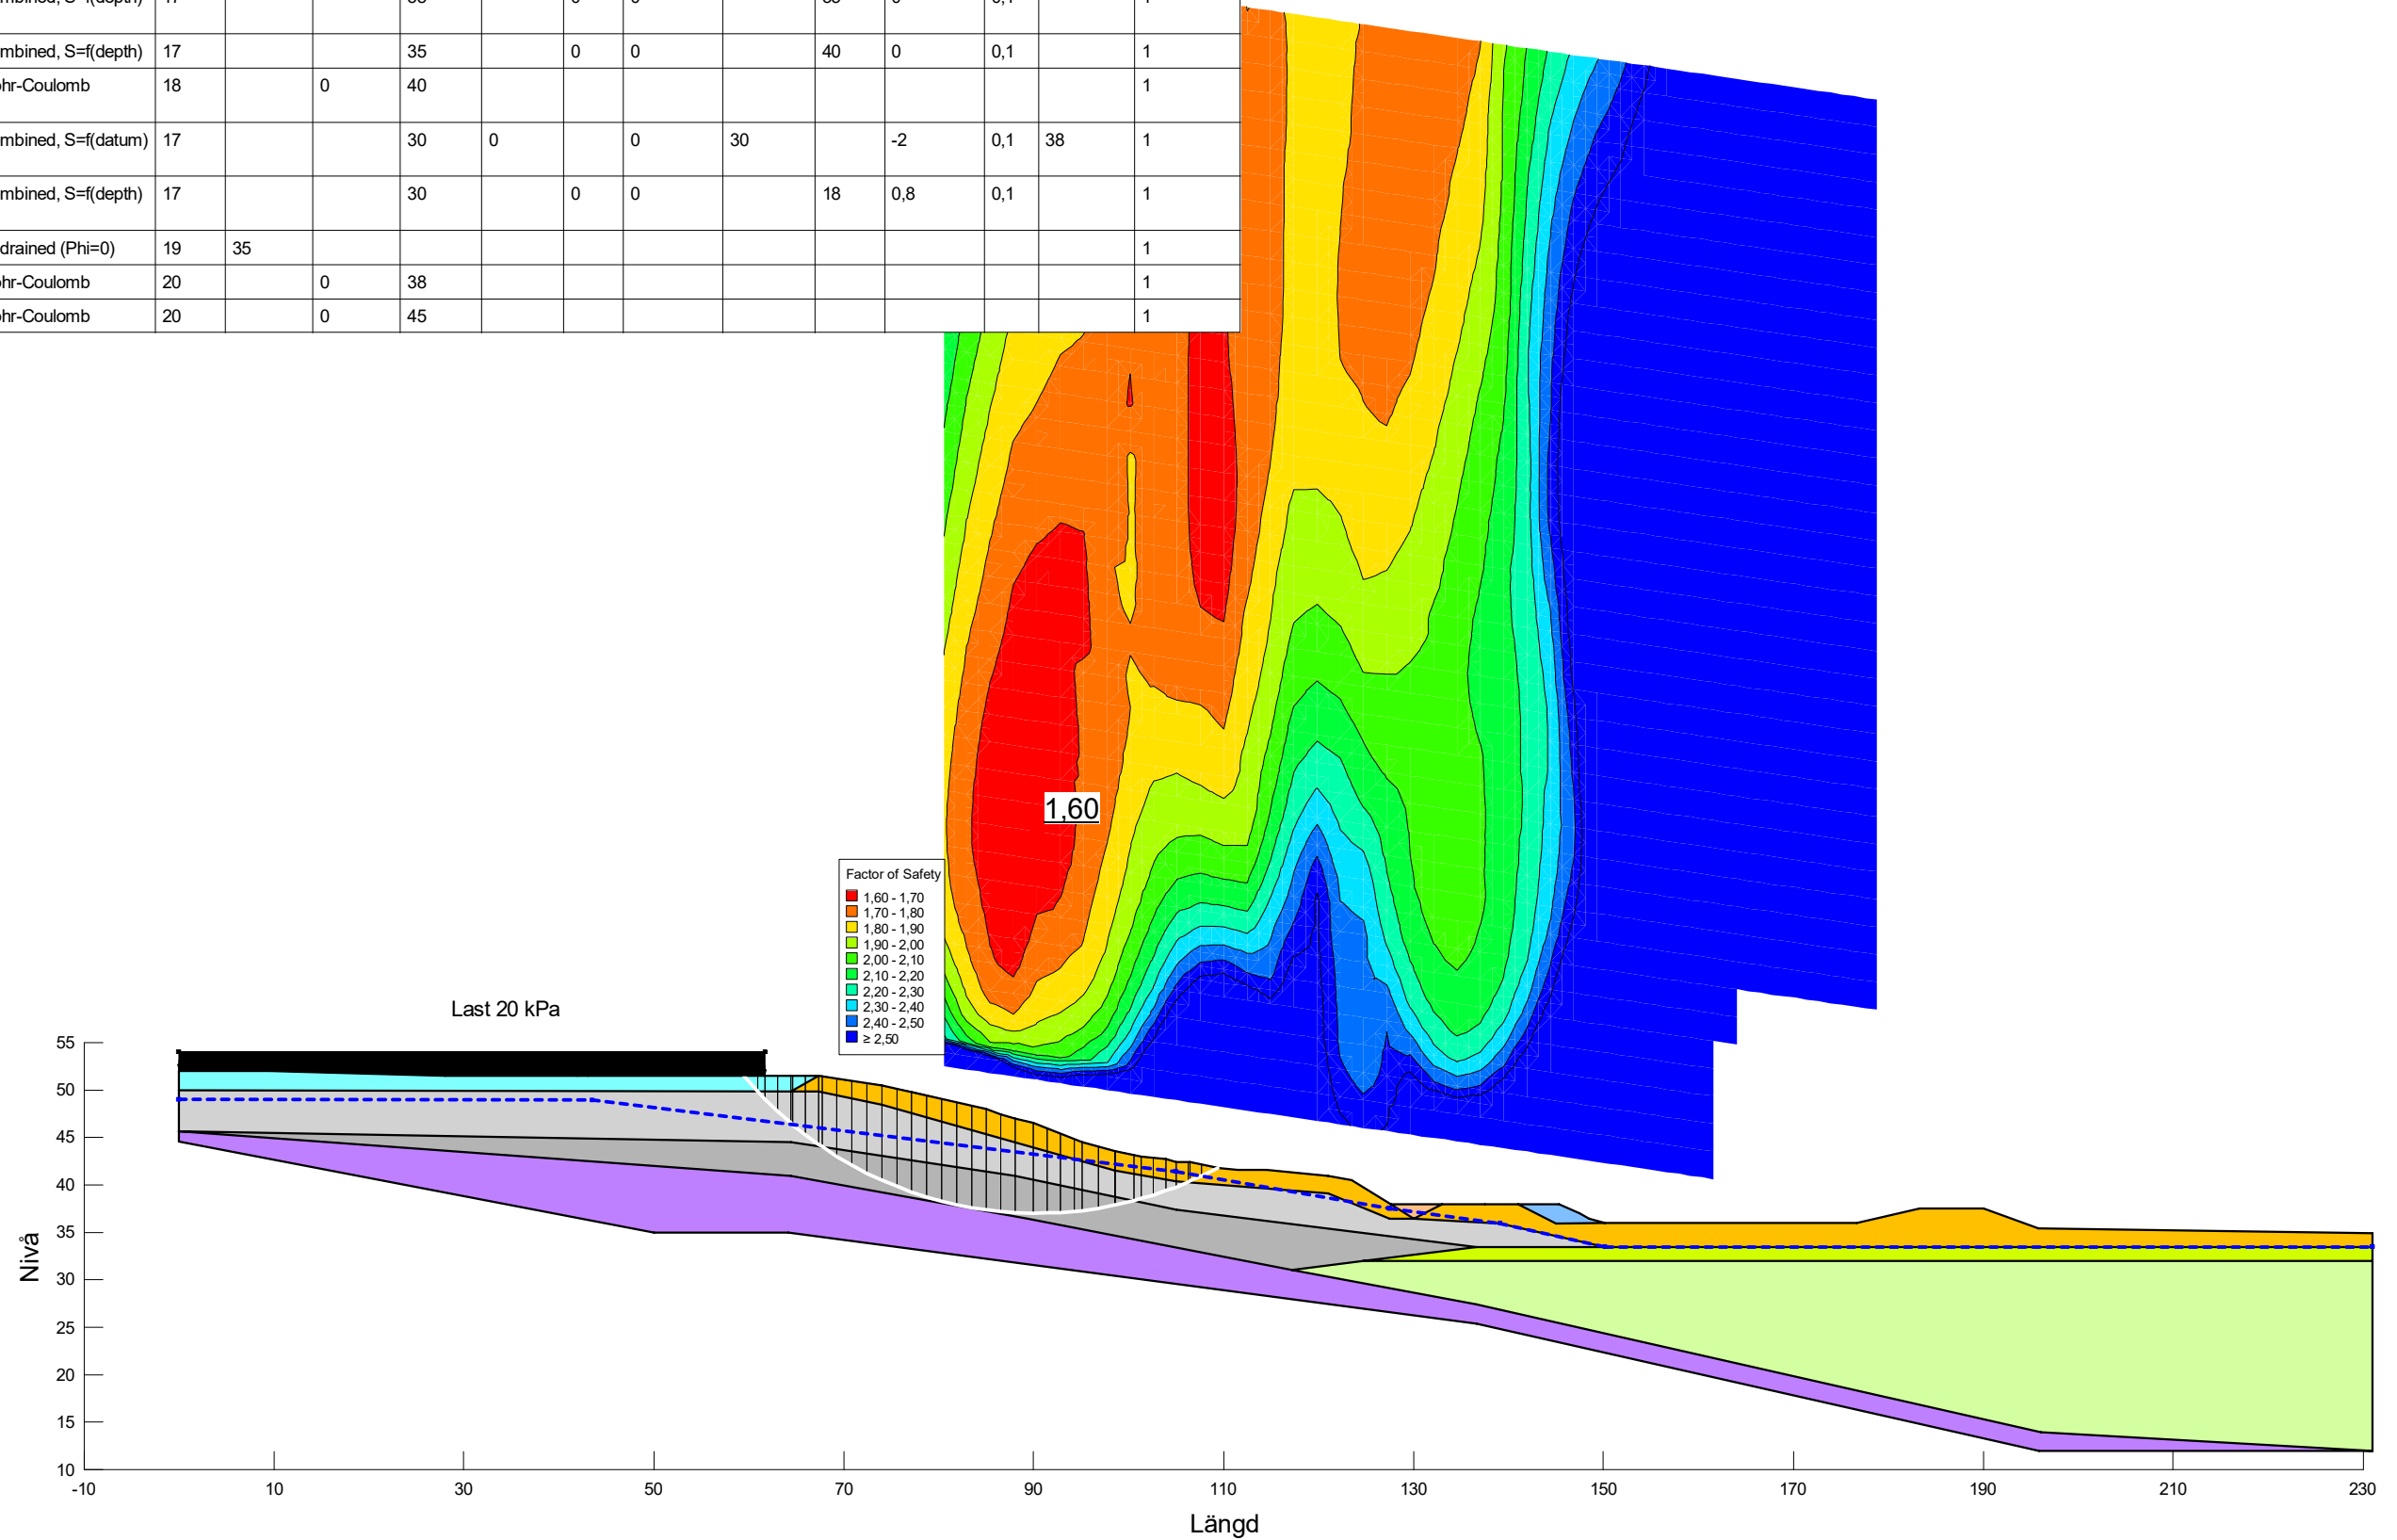 mbined, S=f(depth) 17 35 0 0 40 0 0,1 1
hr-Coulomb 18 0 40 1
mbined, S=f(datum) 17 30 0 0 30 -2 0,1 38 1
mbined, S=f(depth) 17 30 0 0 18 0,8 0,1 1
drained (Phi=0) 19 35 1
hr-Coulomb 20 0 38 1
hr-Coulomb 20 0 45 1
1,60
Factor of Safety
1,60 - 1,70
1,70 - 1,80
1,80 - 1,90
1,90 - 2,00
2,00 - 2,10
2,10 - 2,20
2,20 - 2,30
2,30 - 2,40
2,40 - 2,50
≥ 2,50
Last 20 kPa
55
50
45
40
35
30
25
20
15
10
Nivå
-10 10 30 50 70 90 110 130 150 170 190 210 230
Längd